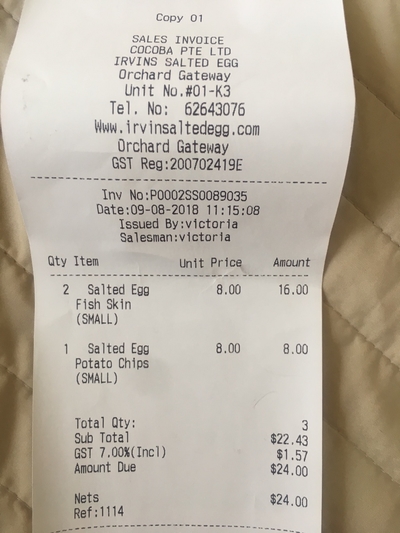 Copy 01
SALES INVOICE
COCOBA PTE LTD
IRVINS SALTED EGG
Orchard Gateway
Unit No.#01-K3
Tel. No: 62643076
Www.irvinsaltedegg.com
Orchard Gateway
GST Reg:200702419E
Inv No:P0002SS0089035
Date:09-08-2018 11:15:08
Issued By:victoria
Salesman:victoria
Qty Item Unit Price Amount
2 Salted Egg 8.00 16.00
Fish Skin
(SMALL)
1 Salted Egg 8.00 8.00
Potato Chips
(SMALL)
Total Qty: 3
Sub Total $22.43
GST 7.00%(Incl) $1.57
Amount Due $24.00
Nets $24.00
Ref:1114